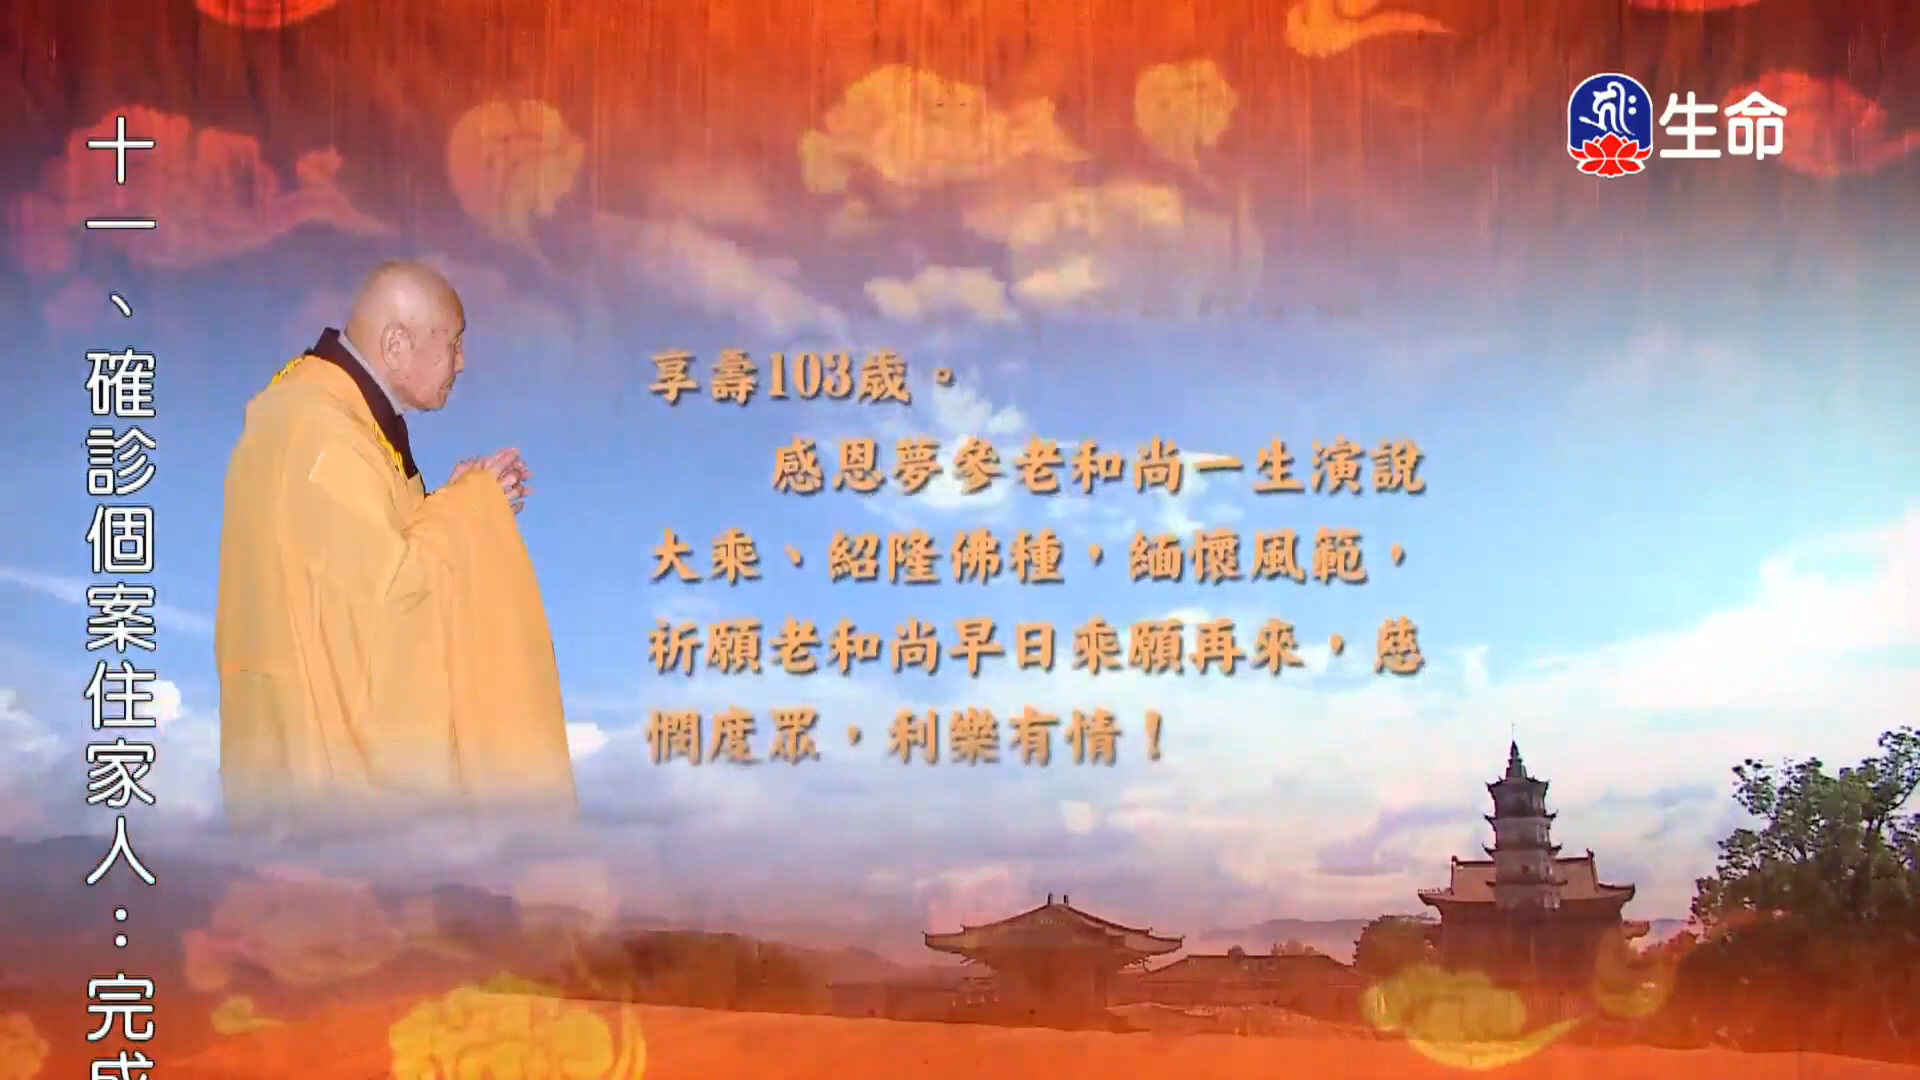 十一、確診個案住家人：完成
生命
享壽103歲。
感恩夢參老和尚一生演說
大乘、紹隆佛種，緬懷風範，
祈願老和尚早日乘願再來，慈
憫度眾，利樂有情！